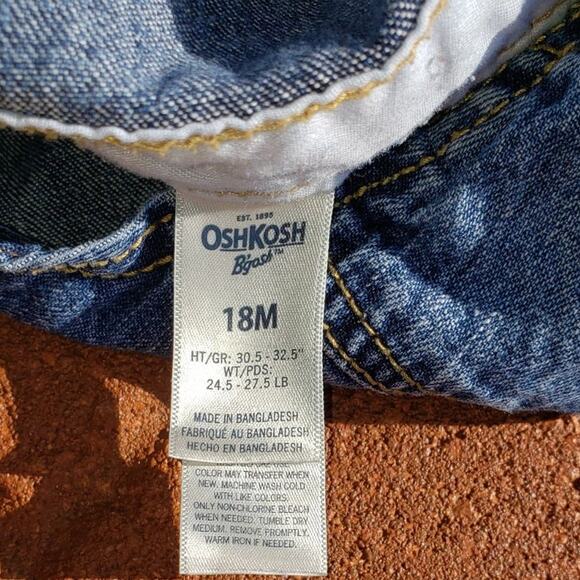 EST. 1895
OSHKOSH
B'gosh™
18M
HT/GR: 30.5 - 32.5"
WT/PDS:
24.5 - 27.5 LB
MADE IN BANGLADESH
FABRIQUÉ AU BANGLADESH
HECHO EN BANGLADESH
COLOR MAY TRANSFER WHEN
NEW. MACHINE WASH COLD
WITH LIKE COLORS.
ONLY NON-CHLORINE BLEACH
WHEN NEEDED. TUMBLE DRY
MEDIUM. REMOVE PROMPTLY.
WARM IRON IF NEEDED.